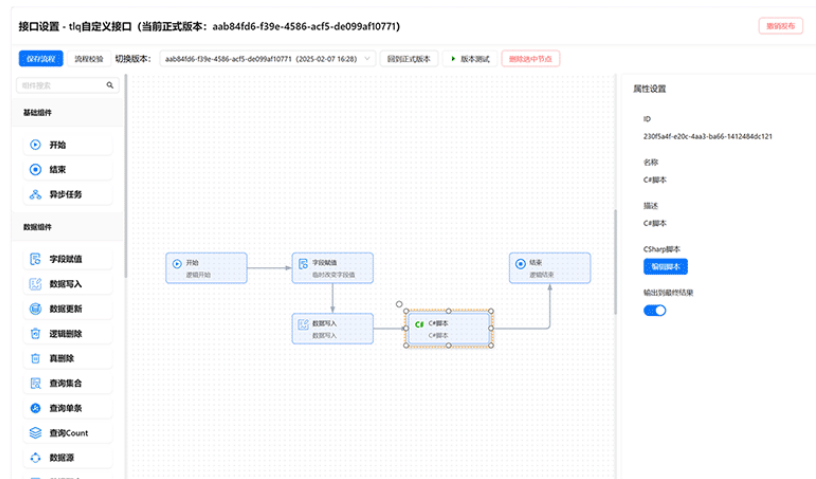 接口设置 - tlq自定义接口（当前正式版本：aab84fd6-f39e-4586-acf5-de099af10771）
撤销发布
保存流程
流程校验
切换版本：
aab84fd6-f39e-4586-acf5-de099af10771（2025-02-07 16:28）
回到正式版本
版本测试
删除选中节点
组件搜索
基础组件
开始
结束
异步任务
数据组件
字段赋值
数据写入
数据更新
逻辑删除
真删除
查询集合
查询单条
查询Count
数据源
开始
逻辑开始
字段赋值
临时改变字段值
数据写入
数据写入
C# C#脚本
C#脚本
结束
逻辑结束
属性设置
ID
230f5a4f-e20c-4aa3-ba66-1412484dc121
名称
C#脚本
描述
C#脚本
CSharp脚本
编辑脚本
输出到最终结果